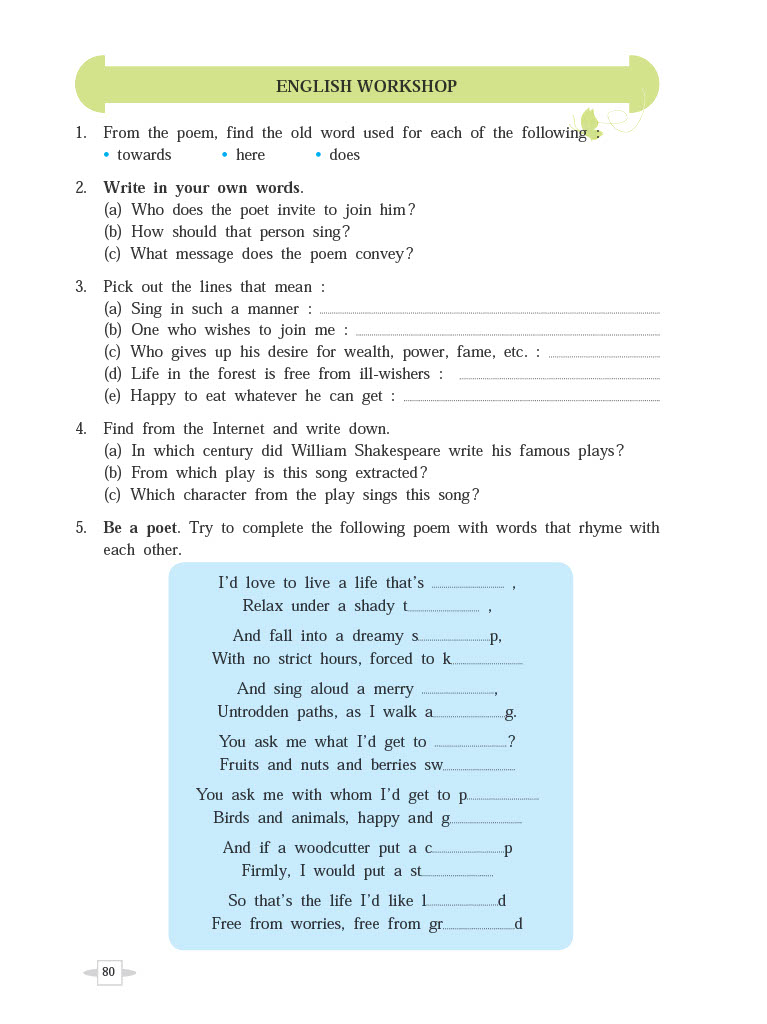 ENGLISH WORKSHOP
1. From the poem, find the old word used for each of the following :
• towards • here • does
2. Write in your own words.
(a) Who does the poet invite to join him?
(b) How should that person sing?
(c) What message does the poem convey?
3. Pick out the lines that mean :
(a) Sing in such a manner : ....................
(b) One who wishes to join me : ....................
(c) Who gives up his desire for wealth, power, fame, etc. : ....................
(d) Life in the forest is free from ill-wishers : ....................
(e) Happy to eat whatever he can get : ....................
4. Find from the Internet and write down.
(a) In which century did William Shakespeare write his famous plays?
(b) From which play is this song extracted?
(c) Which character from the play sings this song?
5. Be a poet. Try to complete the following poem with words that rhyme with
each other.
I'd love to live a life that's .................... ,
Relax under a shady t.................... ,
And fall into a dreamy s....................p,
With no strict hours, forced to k....................
And sing aloud a merry ....................,
Untrodden paths, as I walk a....................g.
You ask me what I'd get to ....................?
Fruits and nuts and berries sw....................
You ask me with whom I'd get to p....................
Birds and animals, happy and g....................
And if a woodcutter put a c....................p
Firmly, I would put a st....................
So that's the life I'd like l....................d
Free from worries, free from gr....................d
80